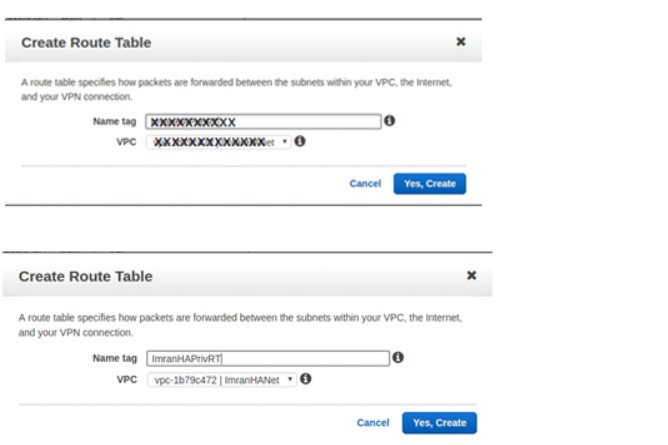 Create Route Table
A route table specifies how packets are forwarded between the subnets within your VPC, the Internet,
and your VPN connection.
Name tag XXXXXXXXXX
VPC XXXXXXXXXXXXXet
Cancel Yes, Create
Create Route Table
A route table specifies how packets are forwarded between the subnets within your VPC, the Internet,
and your VPN connection.
Name tag ImranHAPrivRT
VPC vpc-1b79c472 | ImranHANet
Cancel Yes, Create